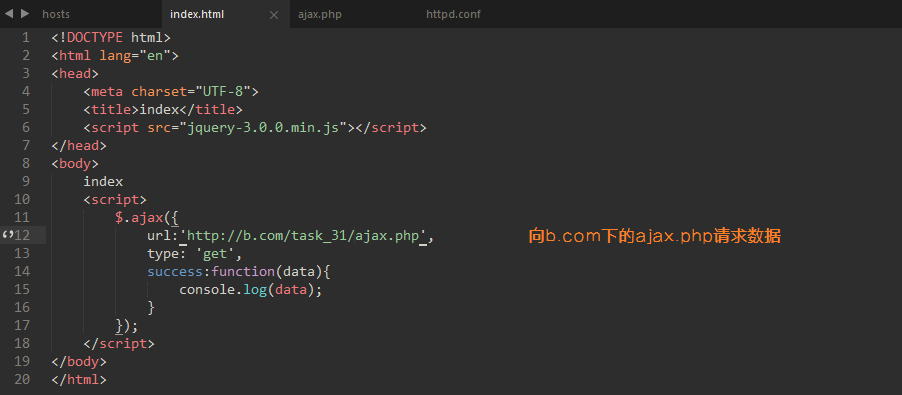 hosts index.html × ajax.php httpd.conf
1 <!DOCTYPE html>
2 <html lang="en">
3 <head>
4 <meta charset="UTF-8">
5 <title>index</title>
6 <script src="jquery-3.0.0.min.js"></script>
7 </head>
8 <body>
9 index
10 <script>
11 $.ajax({
12 url:'http://b.com/task_31/ajax.php', 向b.com下的ajax.php请求数据
13 type: 'get',
14 success:function(data){
15 console.log(data);
16 }
17 });
18 </script>
19 </body>
20 </html>